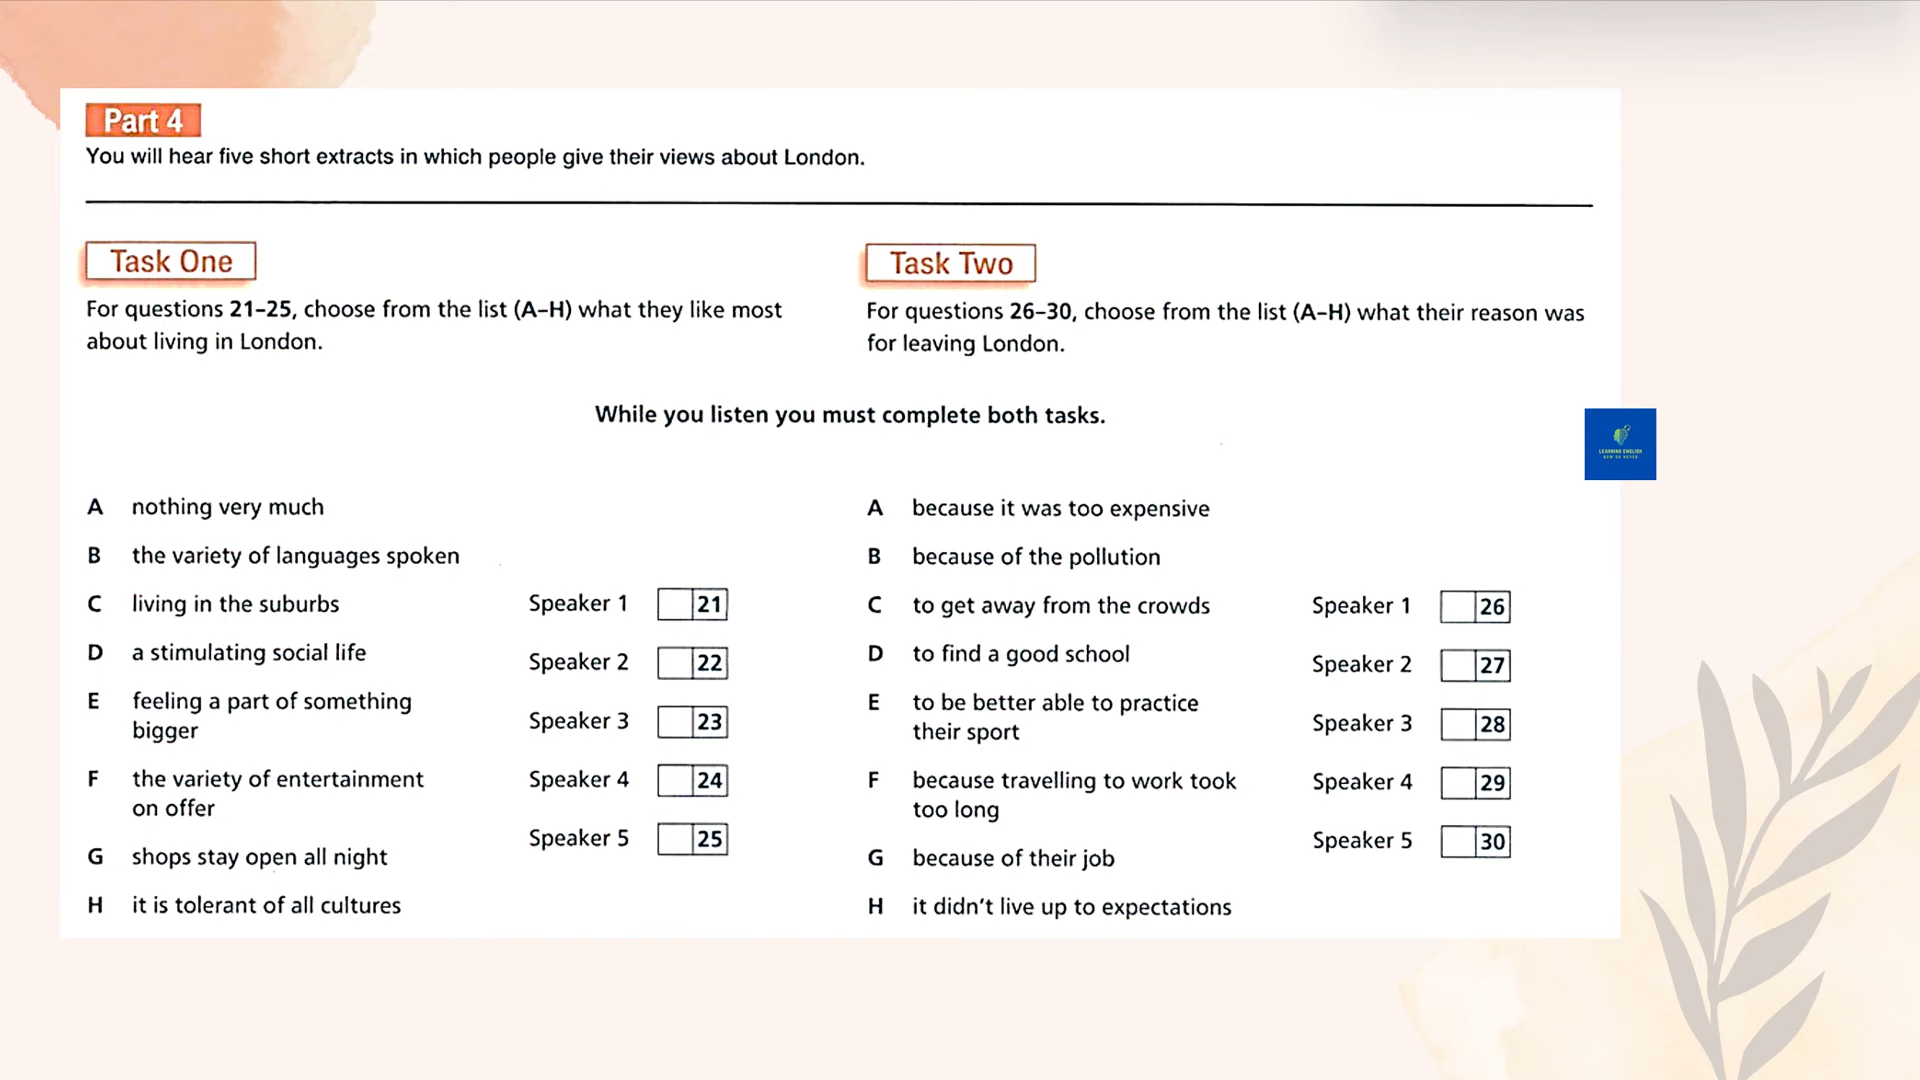 Part 4
You will hear five short extracts in which people give their views about London.
Task One
For questions 21–25, choose from the list (A–H) what they like most
about living in London.
Task Two
For questions 26–30, choose from the list (A–H) what their reason was
for leaving London.
While you listen you must complete both tasks.
A nothing very much
B the variety of languages spoken
C living in the suburbs
D a stimulating social life
E feeling a part of something
bigger
F the variety of entertainment
on offer
G shops stay open all night
H it is tolerant of all cultures
Speaker 1 21
Speaker 2 22
Speaker 3 23
Speaker 4 24
Speaker 5 25
A because it was too expensive
B because of the pollution
C to get away from the crowds
D to find a good school
E to be better able to practice
their sport
F because travelling to work took
too long
G because of their job
H it didn't live up to expectations
Speaker 1 26
Speaker 2 27
Speaker 3 28
Speaker 4 29
Speaker 5 30
LEARNING ENGLISH
NOW OR NEVER